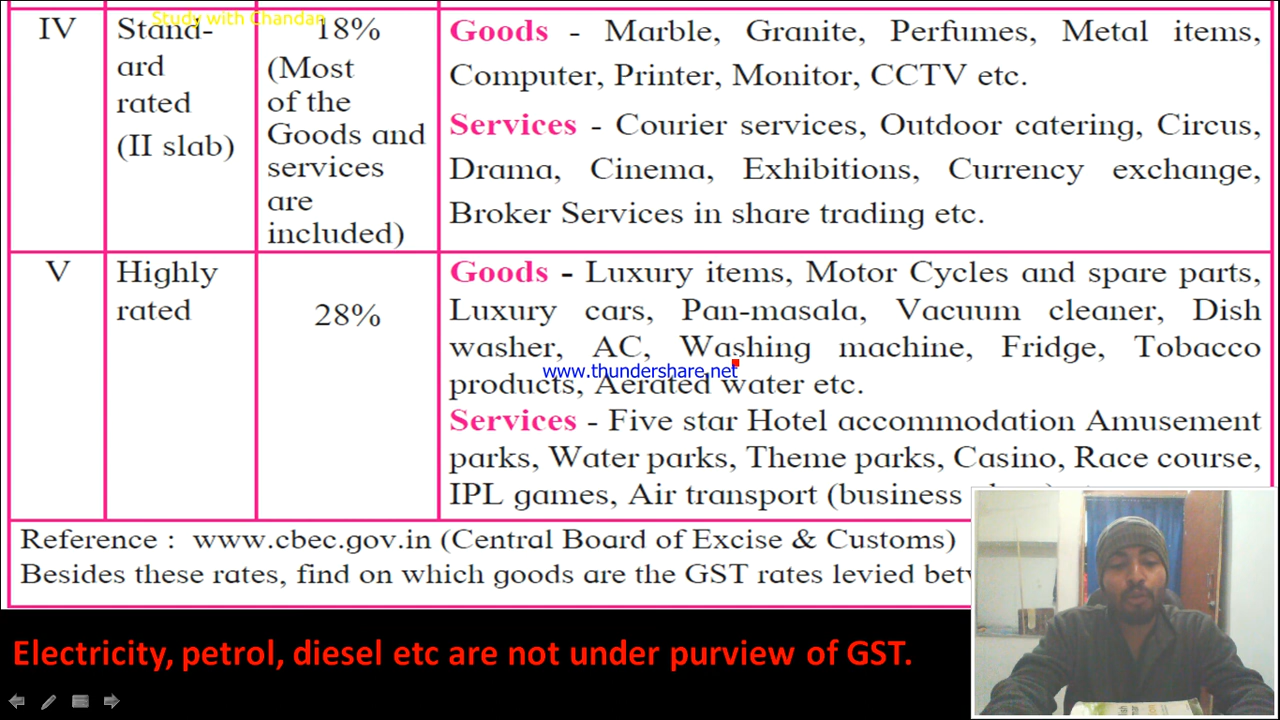 Study with Chandan
IV
Stand-
ard
rated
(II slab)
18%
(Most
of the
Goods and
services
are
included)
Goods - Marble, Granite, Perfumes, Metal items,
Computer, Printer, Monitor, CCTV etc.
Services - Courier services, Outdoor catering, Circus,
Drama, Cinema, Exhibitions, Currency exchange,
Broker Services in share trading etc.
V
Highly
rated
28%
Goods - Luxury items, Motor Cycles and spare parts,
Luxury cars, Pan-masala, Vacuum cleaner, Dish
washer, AC, Washing machine, Fridge, Tobacco
www.thundershare.net
products, Aerated water etc.
Services - Five star Hotel accommodation Amusement
parks, Water parks, Theme parks, Casino, Race course,
IPL games, Air transport (business
Reference : www.cbec.gov.in (Central Board of Excise & Customs)
Besides these rates, find on which goods are the GST rates levied
Electricity, petrol, diesel etc are not under purview of GST.